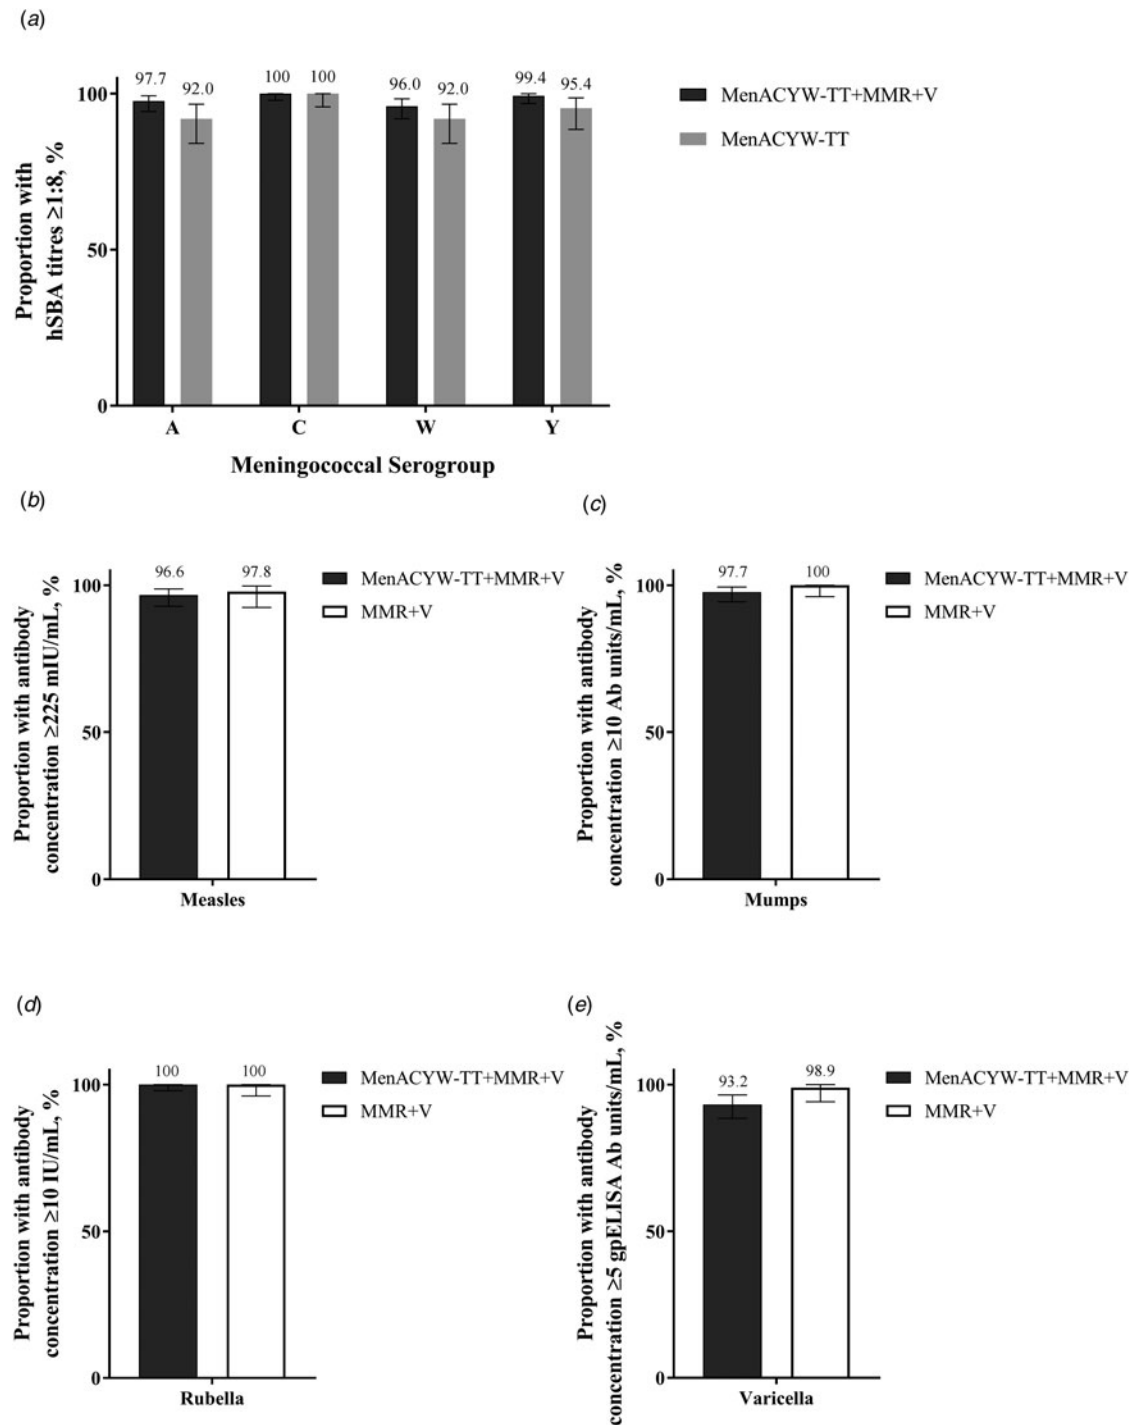 (a)
Proportion with
hSBA titres ≥1:8, %
100
50
0
97.7
92.0
100
100
96.0
92.0
99.4
95.4
A
C
W
Y
Meningococcal Serogroup
MenACYW-TT+MMR+V
MenACYW-TT
(b)
Proportion with antibody
concentration ≥225 mIU/mL, %
100
50
0
96.6
97.8
Measles
MenACYW-TT+MMR+V
MMR+V
(c)
Proportion with antibody
concentration ≥10 Ab units/mL, %
100
50
0
97.7
100
Mumps
MenACYW-TT+MMR+V
MMR+V
(d)
Proportion with antibody
concentration ≥10 IU/mL, %
100
50
0
100
100
Rubella
MenACYW-TT+MMR+V
MMR+V
(e)
Proportion with antibody
concentration ≥5 gpELISA Ab units/mL, %
100
50
0
93.2
98.9
Varicella
MenACYW-TT+MMR+V
MMR+V